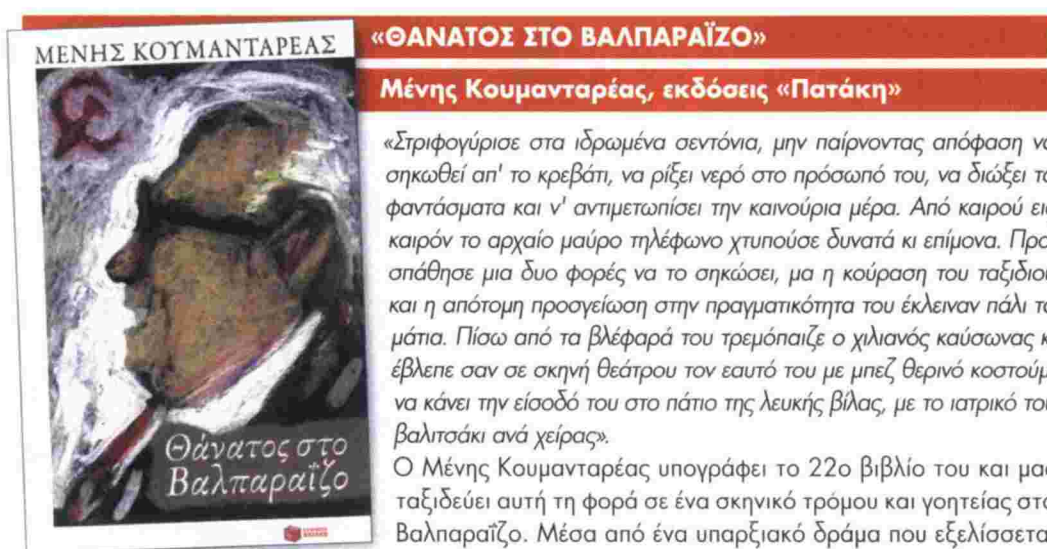 ΜΕΝΗΣ ΚΟΥΜΑΝΤΑΡΕΑΣ
Θάνατος στο
Βαλπαραΐζο
«ΘΑΝΑΤΟΣ ΣΤΟ ΒΑΛΠΑΡΑΪΖΟ»
Μένης Κουμανταρέας, εκδόσεις «Πατάκη»
«Στριφογύρισε στα ιδρωμένα σεντόνια, μην παίρνοντας απόφαση να
σηκωθεί απ' το κρεβάτι, να ρίξει νερό στο πρόσωπό του, να διώξει τα
φαντάσματα και ν' αντιμετωπίσει την καινούρια μέρα. Από καιρού εις
καιρόν το αρχαίο μαύρο τηλέφωνο χτυπούσε δυνατά κι επίμονα. Προ
σπάθησε μια δυο φορές να το σηκώσει, μα η κούραση του ταξιδιού
και η απότομη προσγείωση στην πραγματικότητα του έκλειναν πάλι τα
μάτια. Πίσω από τα βλέφαρά του τρεμόπαιζε ο χιλιανός καύσωνας κ
έβλεπε σαν σε σκηνή θεάτρου τον εαυτό του με μπεζ θερινό κοστούμ
να κάνει την είσοδό του στο πάτιο της λευκής βίλας, με το ιατρικό του
βαλιτσάκι ανά χείρας».
Ο Μένης Κουμανταρέας υπογράφει το 22ο βιβλίο του και μας
ταξιδεύει αυτή τη φορά σε ένα σκηνικό τρόμου και γοητείας στο
Βαλπαραΐζο. Μέσα από ένα υπαρξιακό δράμα που εξελίσσετα